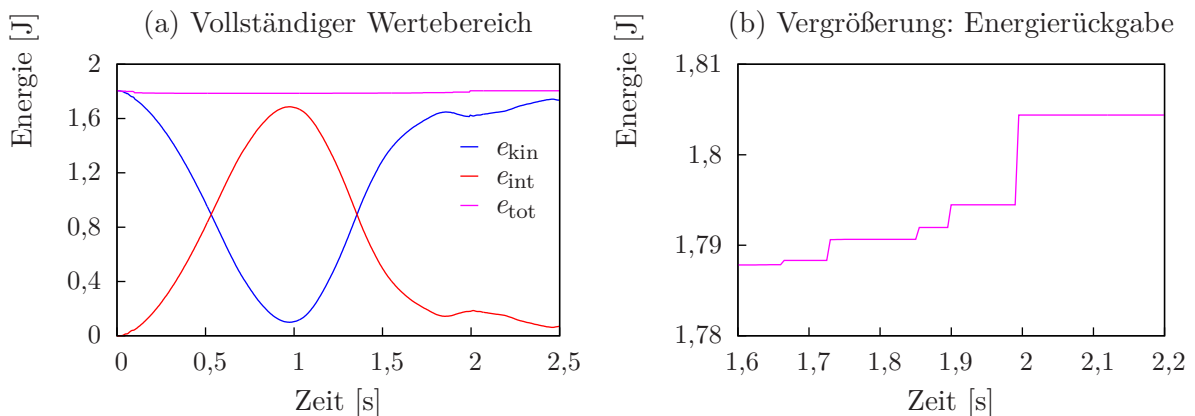 (a) Vollständiger Wertebereich
Energie [J]
2
1,6
1,2
0,8
0,4
0
0
0,5
1
1,5
2
2,5
Zeit [s]
e_kin
e_int
e_tot
(b) Vergrößerung: Energierückgabe
Energie [J]
1,81
1,8
1,79
1,78
1,6
1,7
1,8
1,9
2
2,1
2,2
Zeit [s]